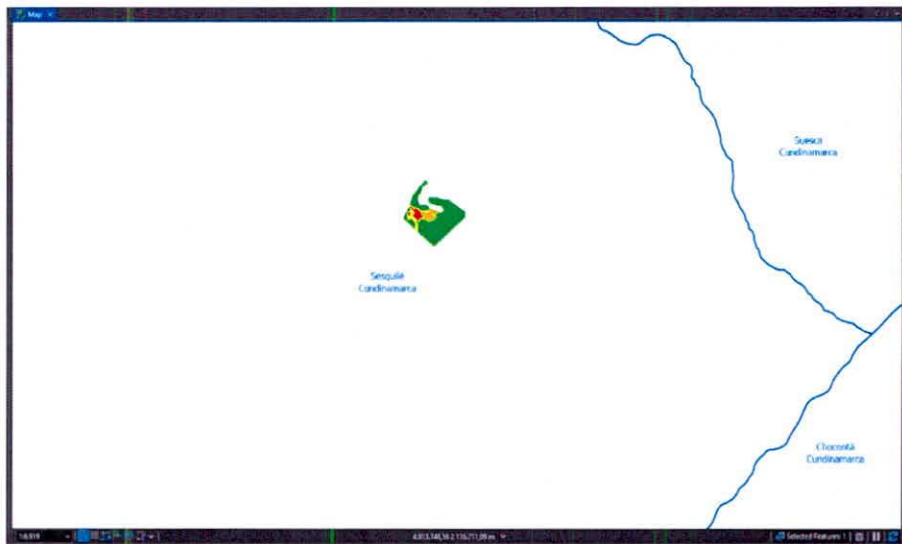 Map
Suesca
Cundinamarca
Sesquilé
Cundinamarca
Chocontá
Cundinamarca
Selected Features: 1